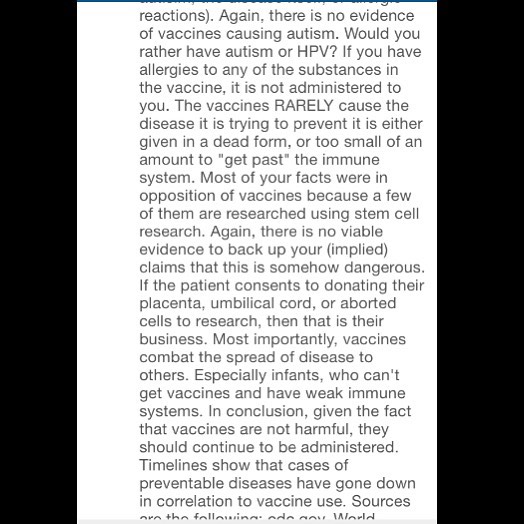 autism, the disease itself, or allergic
reactions). Again, there is no evidence
of vaccines causing autism. Would you
rather have autism or HPV? If you have
allergies to any of the substances in
the vaccine, it is not administered to
you. The vaccines RARELY cause the
disease it is trying to prevent it is either
given in a dead form, or too small of an
amount to "get past" the immune
system. Most of your facts were in
opposition of vaccines because a few
of them are researched using stem cell
research. Again, there is no viable
evidence to back up your (implied)
claims that this is somehow dangerous.
If the patient consents to donating their
placenta, umbilical cord, or aborted
cells to research, then that is their
business. Most importantly, vaccines
combat the spread of disease to
others. Especially infants, who can't
get vaccines and have weak immune
systems. In conclusion, given the fact
that vaccines are not harmful, they
should continue to be administered.
Timelines show that cases of
preventable diseases have gone down
in correlation to vaccine use. Sources
are the following: cdc.gov, World